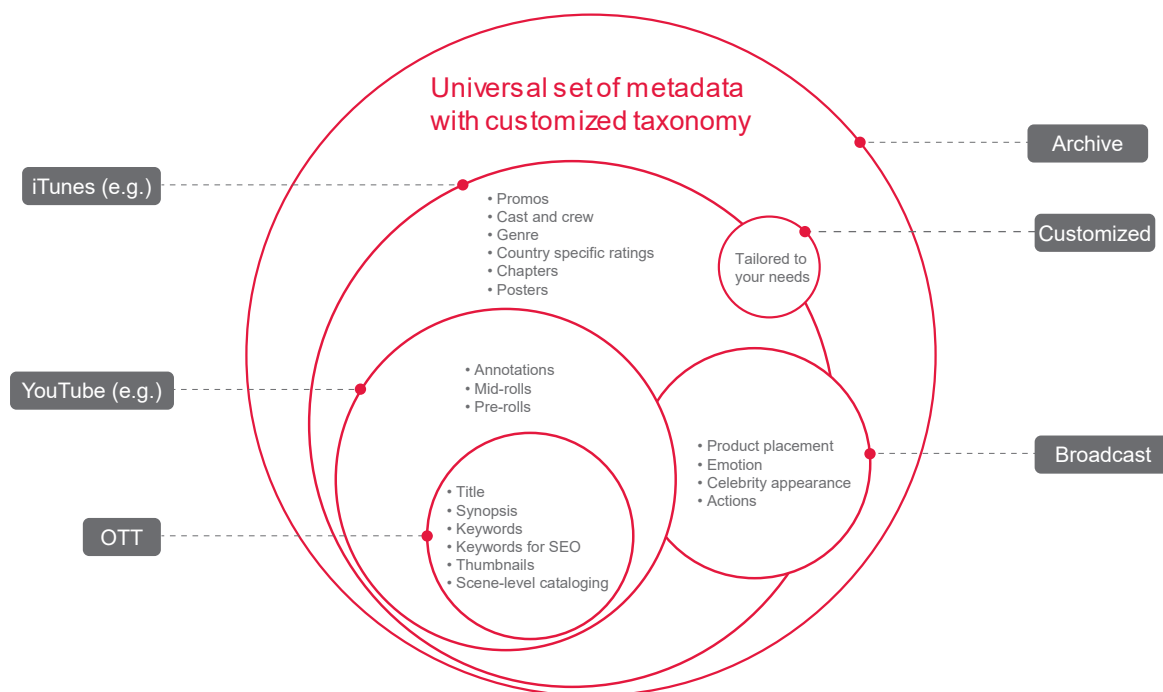 Universal set of metadata
with customized taxonomy
Archive
iTunes (e.g.)
• Promos
• Cast and crew
• Genre
• Country specific ratings
• Chapters
• Posters
Customized
Tailored to
your needs
YouTube (e.g.)
• Annotations
• Mid-rolls
• Pre-rolls
Broadcast
• Product placement
• Emotion
• Celebrity appearance
• Actions
OTT
• Title
• Synopsis
• Keywords
• Keywords for SEO
• Thumbnails
• Scene-level cataloging